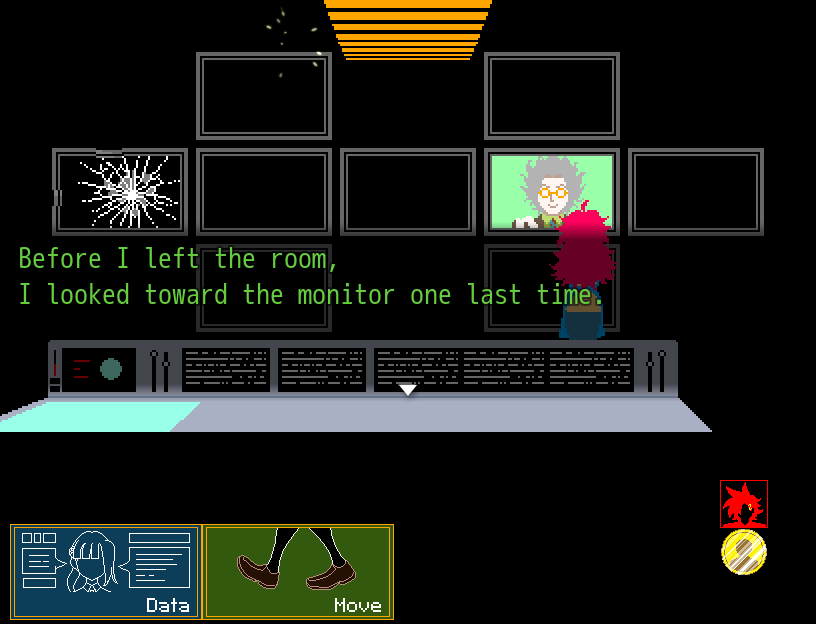 Before I left the room,
I looked toward the monitor one last time.
Data
Move